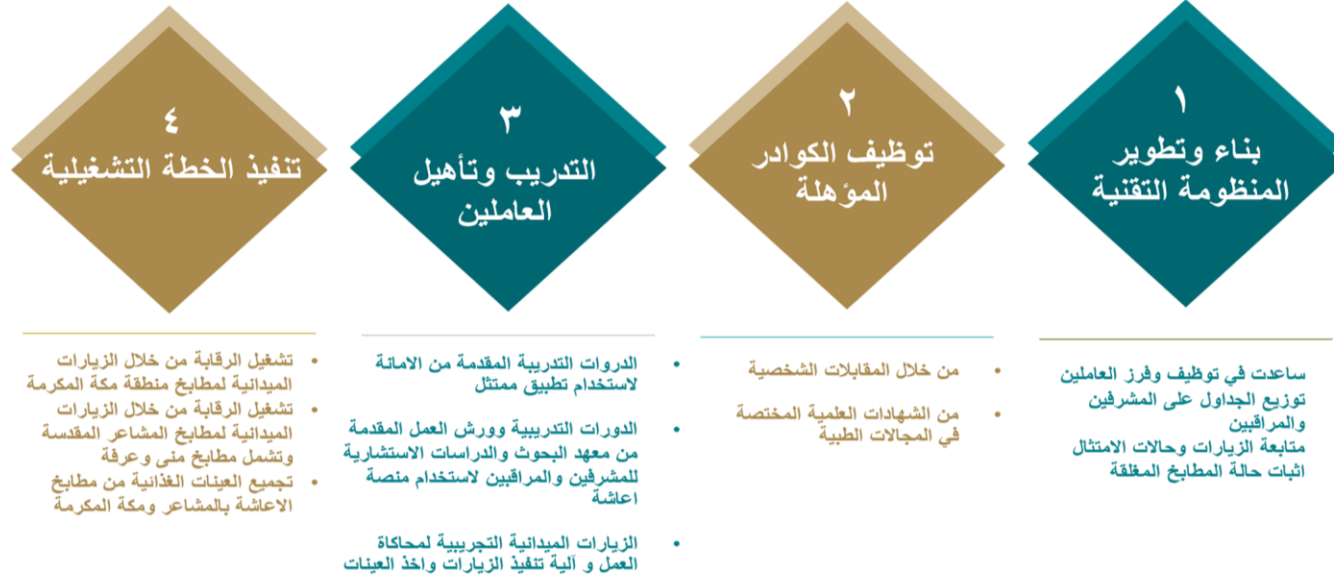 ١
بناء وتطوير
المنظومة التقنية
ساعدت في توظيف وفرز العاملين
توزيع الجداول على المشرفين
والمراقبين
متابعة الزيارات وحالات الامتثال
اثبات حالة المطابخ المغلقة
٢
توظيف الكوادر
المؤهلة
• من خلال المقابلات الشخصية
• من الشهادات العلمية المختصة
في المجالات الطبية
٣
التدريب وتأهيل
العاملين
• الدروات التدريبة المقدمة من الامانة
لاستخدام تطبيق ممتثل
• الدورات التدريبية وورش العمل المقدمة
من معهد البحوث والدراسات الاستشارية
للمشرفين والمراقبين لاستخدام منصة
اعاشة
• الزيارات الميدانية التجريبية لمحاكاة
العمل و آلية تنفيذ الزيارات واخذ العينات
٤
تنفيذ الخطة التشغيلية
• تشغيل الرقابة من خلال الزيارات
الميدانية لمطابخ منطقة مكة المكرمة
• تشغيل الرقابة من خلال الزيارات
الميدانية لمطابخ المشاعر المقدسة
وتشمل مطابخ منى وعرفة
• تجميع العينات الغذائية من مطابخ
الاعاشة بالمشاعر ومكة المكرمة